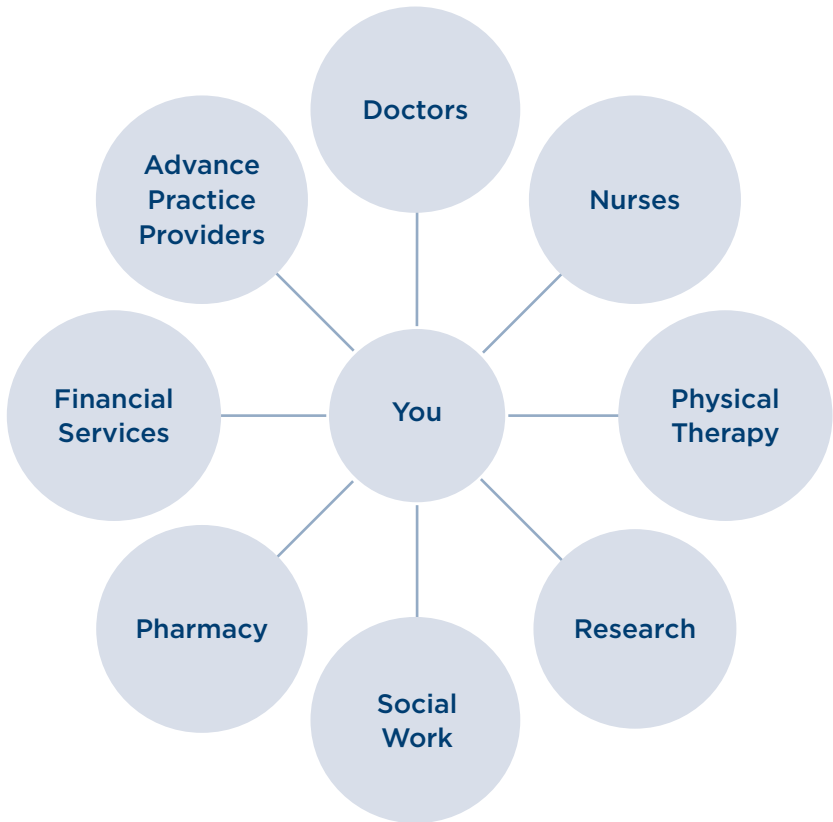 Doctors
Advance
Practice
Providers
Nurses
Financial
Services
You
Physical
Therapy
Pharmacy
Research
Social
Work